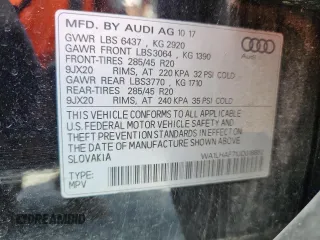 MFD. BY AUDI AG 10 17
GVWR LBS 6437 , KG 2920
GAWR FRONT LBS3064 , KG 1390
FRONT-TIRES 285/45 R20
9JX20 RIMS, AT 220 KPA 32 PSI COLD
GAWR REAR LBS3770 , KG 1710
REAR-TIRES 285/45 R20
9JX20 RIMS, AT 240 KPA 35 PSI COLD
THIS VEHICLE CONFORMS TO ALL APPLICABLE
U.S.FEDERAL MOTOR VEHICLE SAFETY AND
THEFT PREVENTION STANDARDS IN EFFECT ON
THE DATE OF MANUFACTURE SHOWN ABOVE.
SLOVAKIA
TYPE:
MPV
Audi